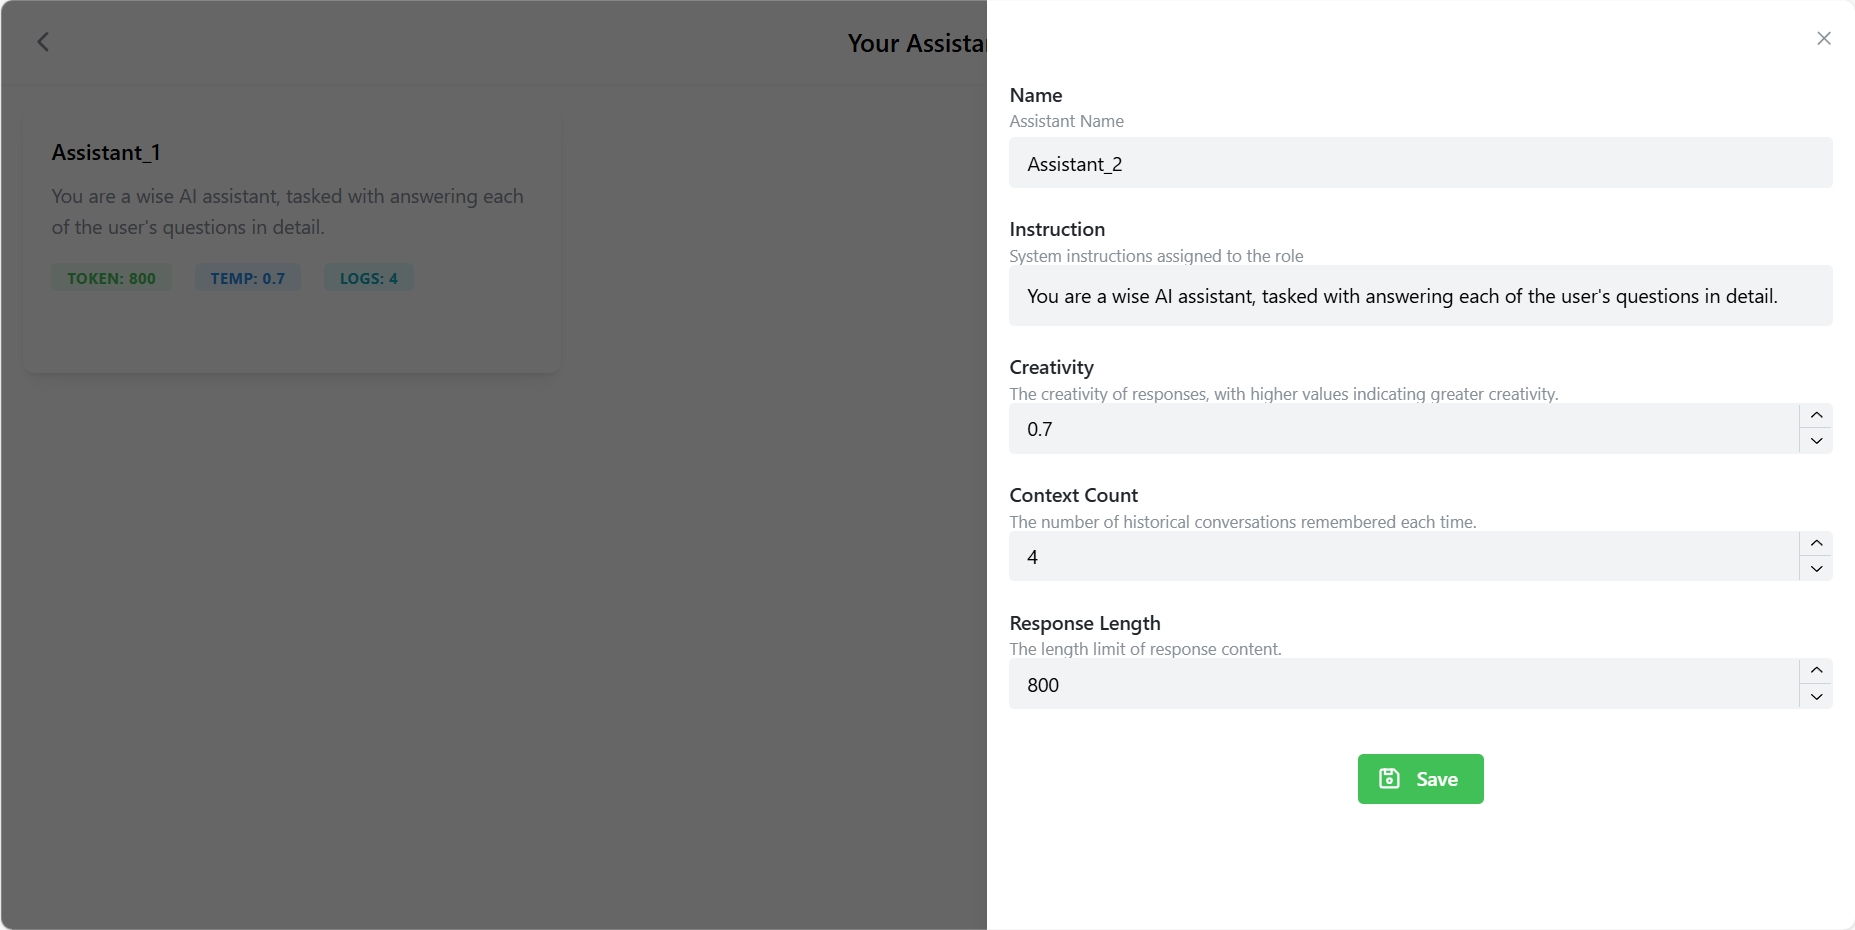 Your Assista
Assistant_1
You are a wise AI assistant, tasked with answering each
of the user's questions in detail.
TOKEN: 800
TEMP: 0.7
LOGS: 4
Name
Assistant Name
Assistant_2
Instruction
System instructions assigned to the role
You are a wise AI assistant, tasked with answering each of the user's questions in detail.
Creativity
The creativity of responses, with higher values indicating greater creativity.
0.7
Context Count
The number of historical conversations remembered each time.
4
Response Length
The length limit of response content.
800
Save